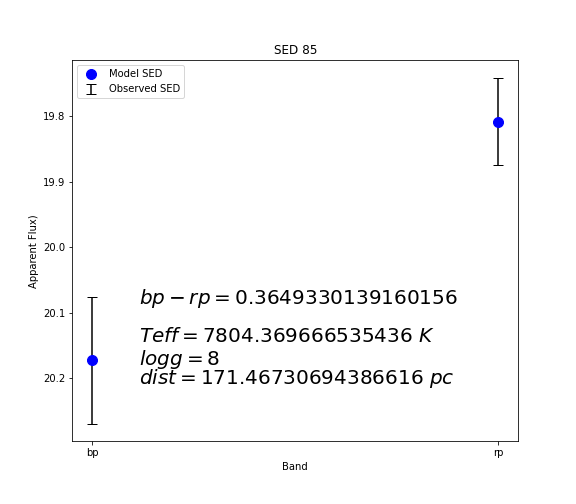 SED 85
Model SED
Observed SED
19.8
19.9
20.0
20.1
20.2
Apparent Flux)
bp − rp = 0.3649330139160156
Teff = 7804.369666535436 K
logg = 8
dist = 171.46730694386616 pc
bp
rp
Band